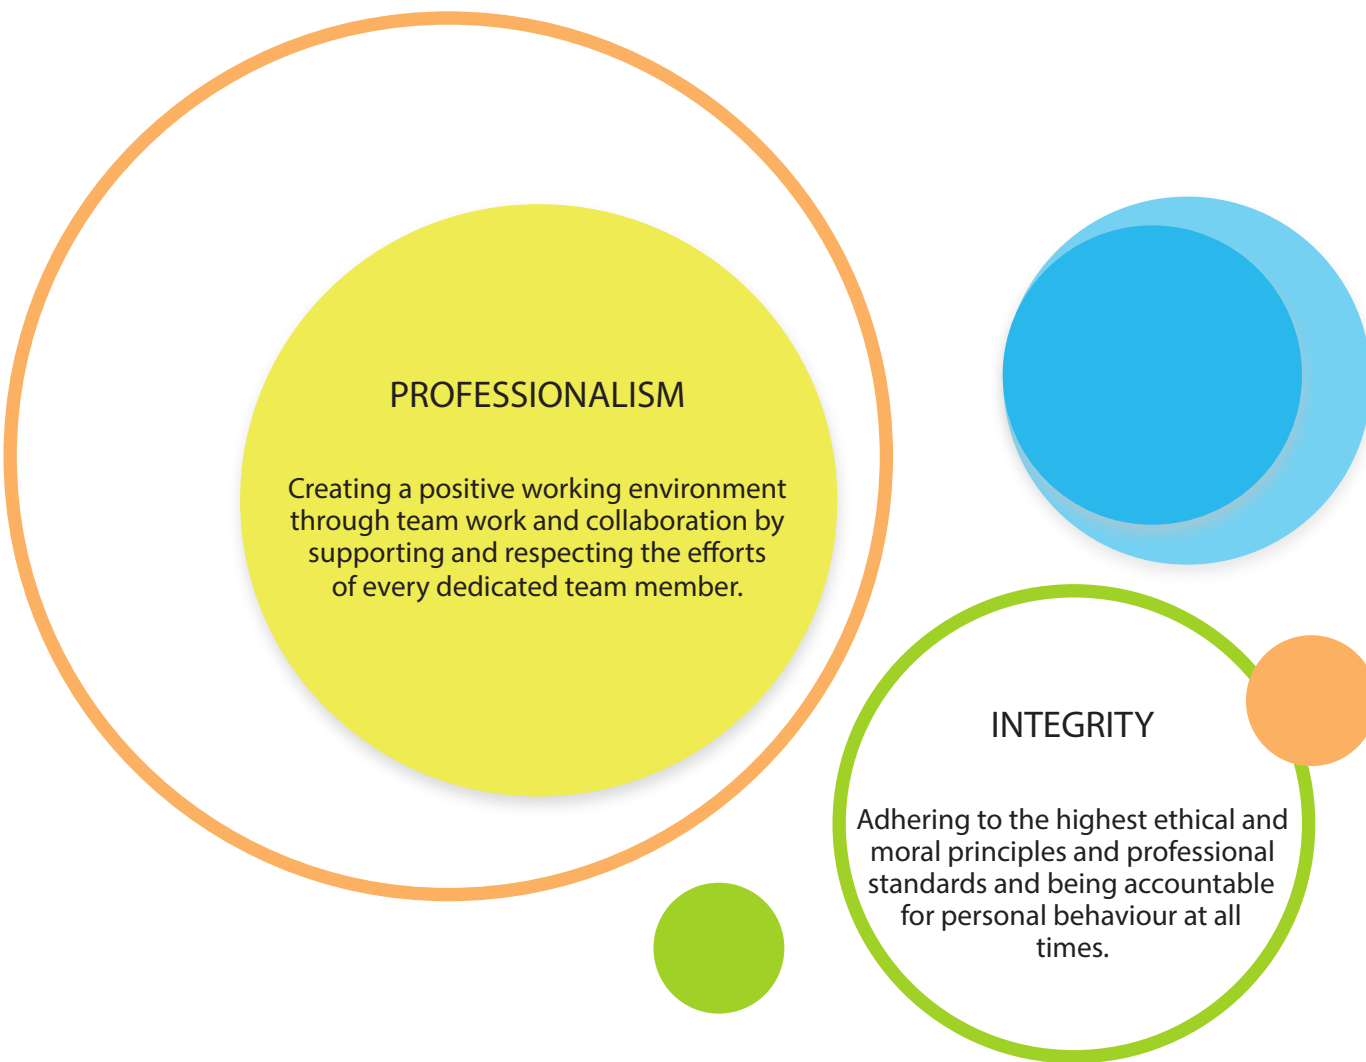 PROFESSIONALISM
Creating a positive working environment
through team work and collaboration by
supporting and respecting the efforts
of every dedicated team member.
INTEGRITY
Adhering to the highest ethical and
moral principles and professional
standards and being accountable
for personal behaviour at all
times.